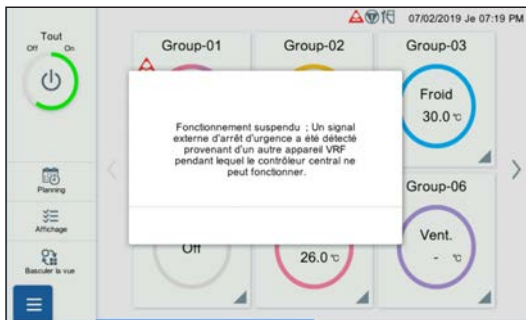 07/02/2019 Je 07:19 PM
Tout
Off On
Group-01
Group-02
Group-03
Froid
30.0 °C
Fonctionnement suspendu ; Un signal
externe d'arrêt d'urgence a été détecté
provenant d'un autre appareil VRF
pendant lequel le contrôleur central ne
peut fonctionner.
Planning
Affichage
Basculer la vue
Group-06
Off
26.0 °C
Vent.
- °C